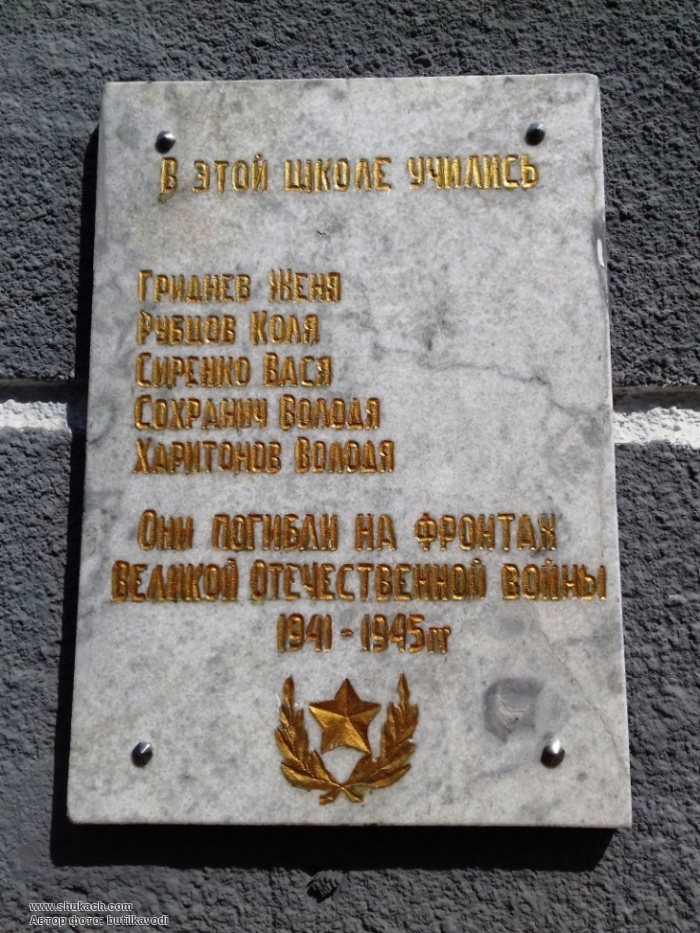 В этой школе учились
Гриднев Женя
Рубцов Коля
Сиренко Вася
Сохранич Володя
Харитонов Володя
Они погибли на фронтах
Великой Отечественной войны
1941 - 1945 гг
www.shukach.com
Автор фото: butilkavodi